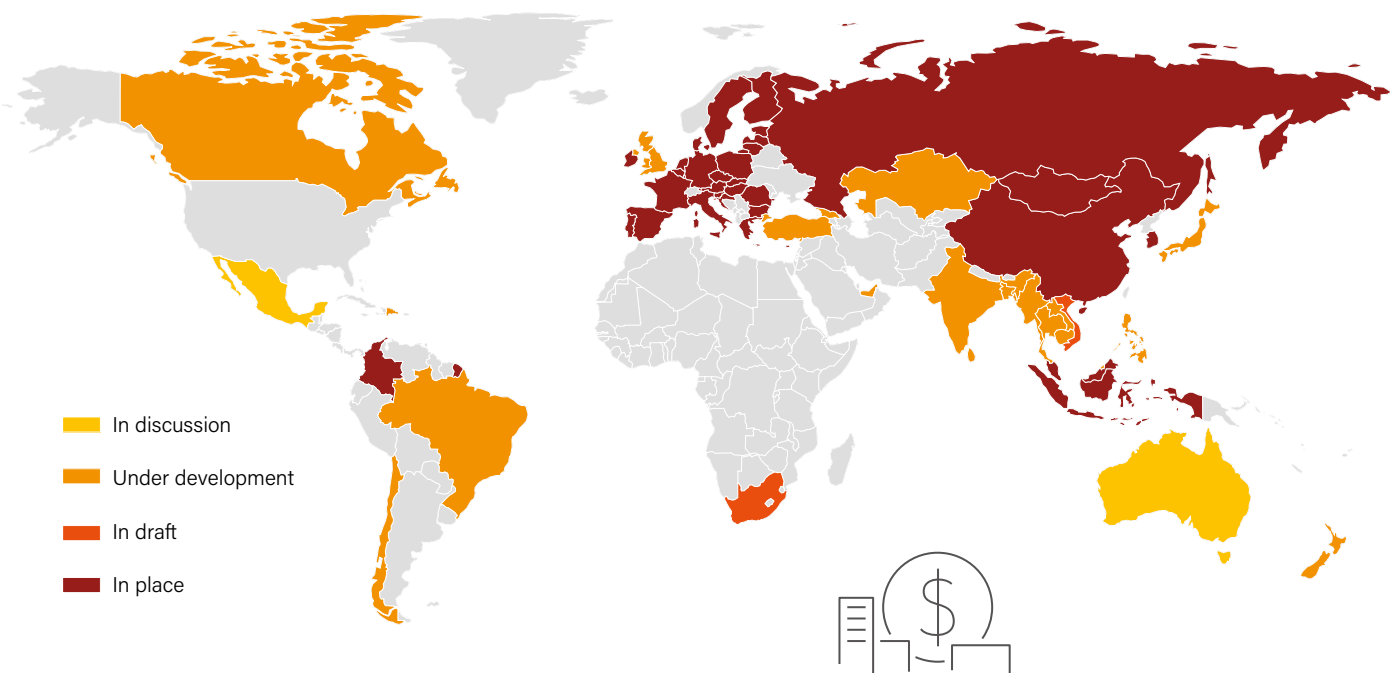 In discussion
Under development
In draft
In place
$